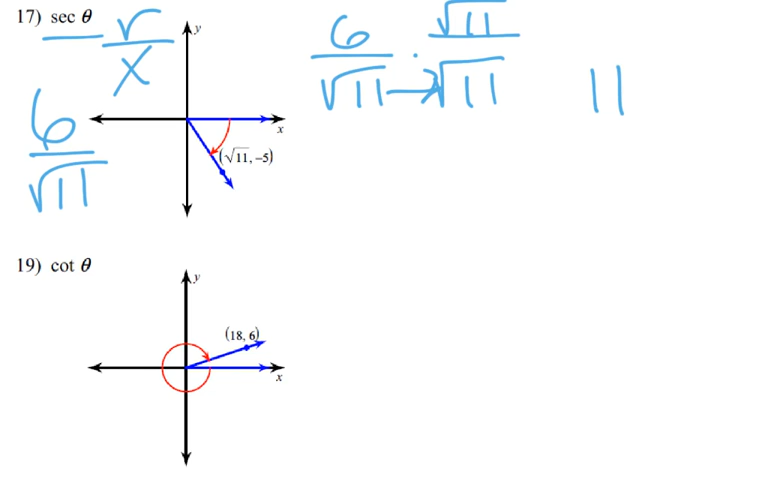 17) sec θ
r/x
y
6/√11 · √11/√11
11
x
6/√11
(√11, –5)
19) cot θ
y
(18, 6)
x